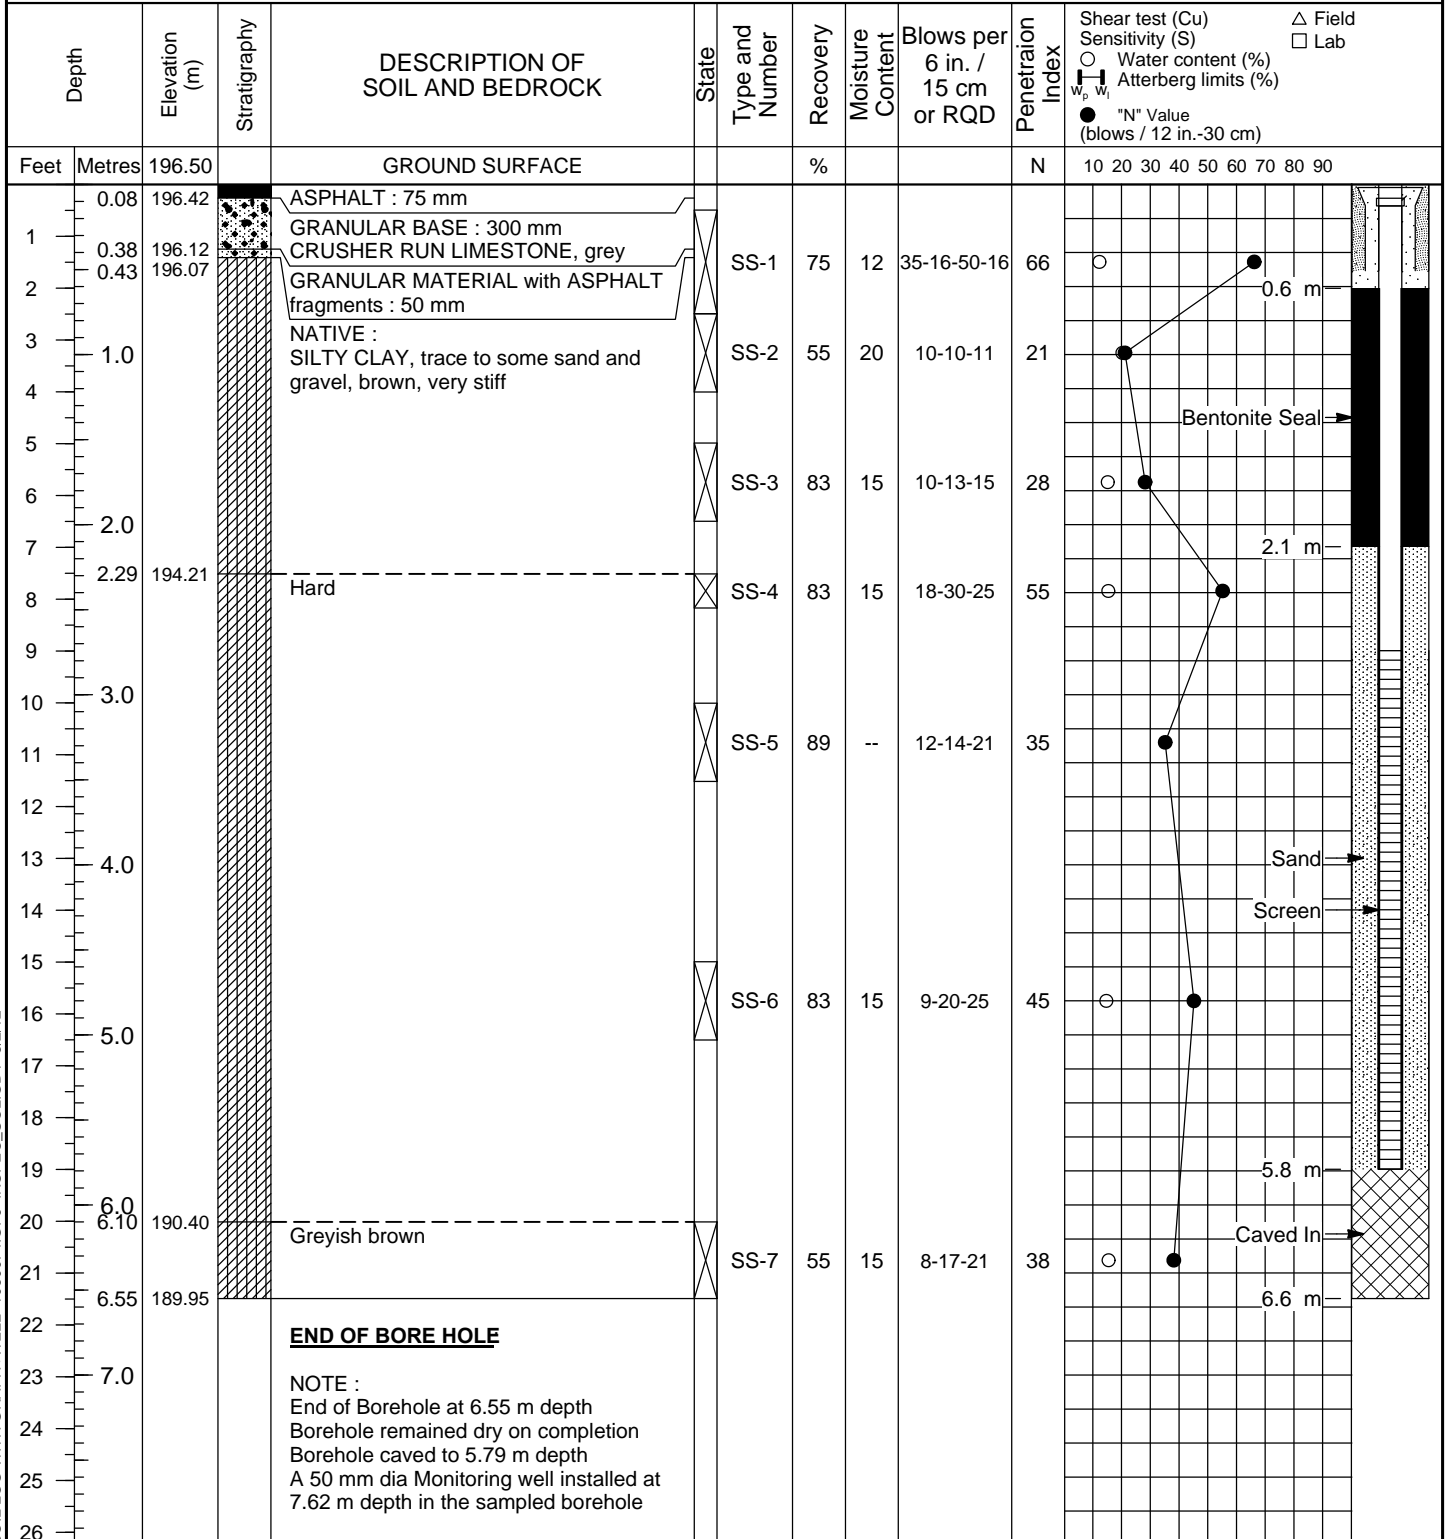 Depth
Elevation (m)
Stratigraphy
DESCRIPTION OF
SOIL AND BEDROCK
State
Type and Number
Recovery
Moisture Content
Blows per
6 in. /
15 cm
or RQD
Penetraion Index
Shear test (Cu) △ Field
Sensitivity (S) □ Lab
○ Water content (%)
Wp Wl Atterberg limits (%)
● "N" Value
(blows / 12 in.-30 cm)
Feet Metres 196.50 GROUND SURFACE % N 10 20 30 40 50 60 70 80 90
0.08 196.42 ASPHALT : 75 mm
GRANULAR BASE : 300 mm
1
0.38 196.12 CRUSHER RUN LIMESTONE, grey
SS-1 75 12 35-16-50-16 66
0.43 196.07
GRANULAR MATERIAL with ASPHALT
2 0.6 m
fragments : 50 mm
NATIVE :
3 1.0 SILTY CLAY, trace to some sand and
SS-2 55 20 10-10-11 21
gravel, brown, very stiff
4
Bentonite Seal
5
SS-3 83 15 10-13-15 28
6
2.0
7 2.1 m
2.29 194.21
Hard
SS-4 83 15 18-30-25 55
8
9
3.0
10
SS-5 89 -- 12-14-21 35
11
12
13 Sand
4.0
14 Screen
15
SS-6 83 15 9-20-25 45
16
5.0
17
18
19 5.8 m
6.0
20 6.10 190.40
Greyish brown Caved In
SS-7 55 15 8-17-21 38
21
6.55 189.95 6.6 m
22
END OF BORE HOLE
23 7.0
NOTE :
End of Borehole at 6.55 m depth
24 Borehole remained dry on completion
Borehole caved to 5.79 m depth
25 A 50 mm dia Monitoring well installed at
7.62 m depth in the sampled borehole
26